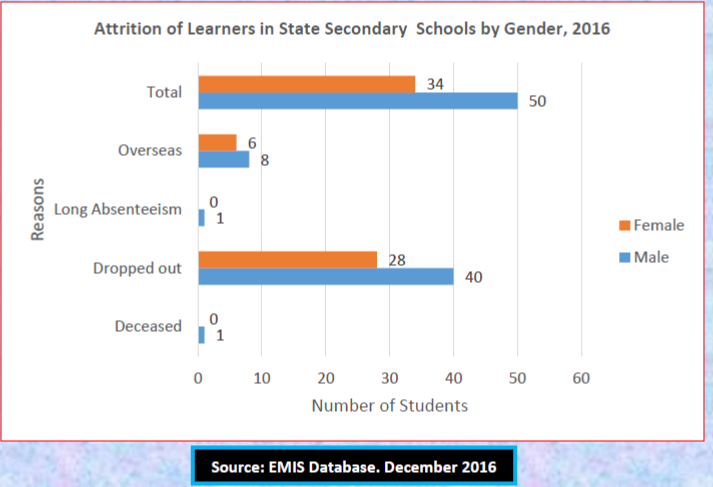 Attrition of Learners in State Secondary  Schools by Gender, 2016
Total
34
50
Overseas
6
8
Reasons
Long Absenteeism
0
1
Female
Male
Dropped out
28
40
Deceased
0
1
0 10 20 30 40 50 60
Number of Students
Source: EMIS Database. December 2016